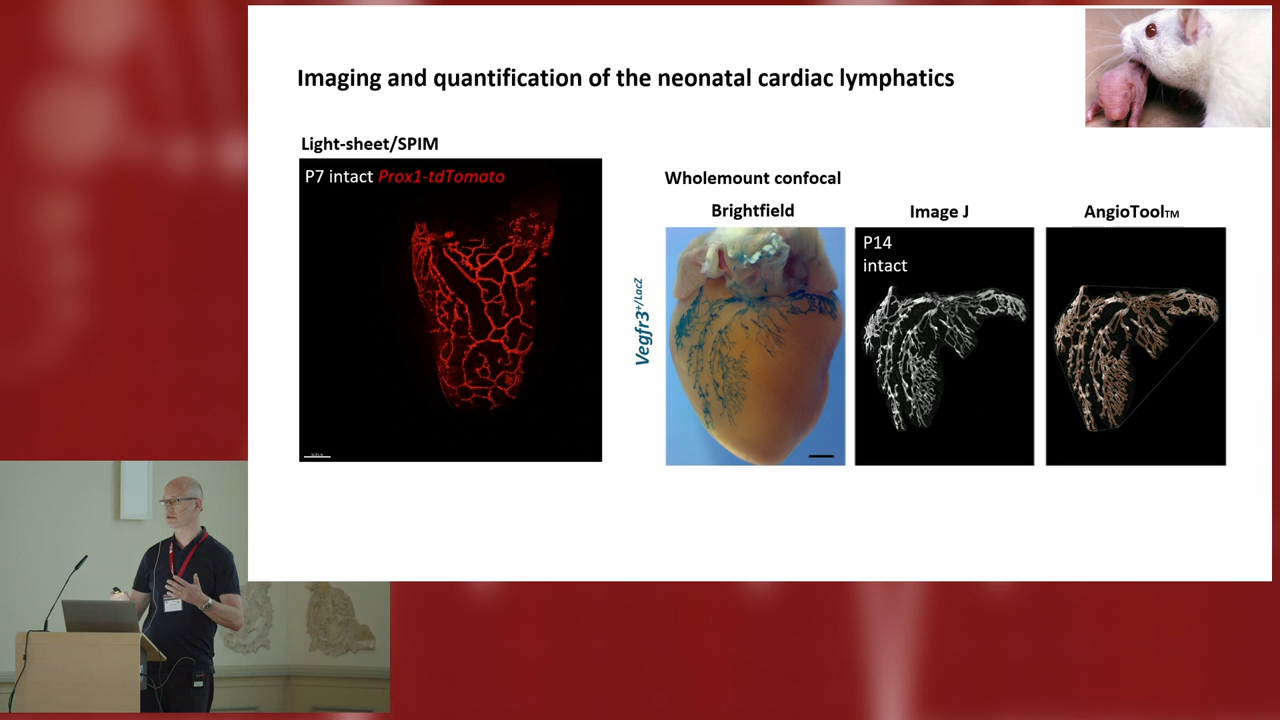 Imaging and quantification of the neonatal cardiac lymphatics
Light-sheet/SPIM
P7 intact Prox1-tdTomato
Wholemount confocal
Brightfield
Image J
AngioTool™
Vegfr3+/LacZ
P14
intact